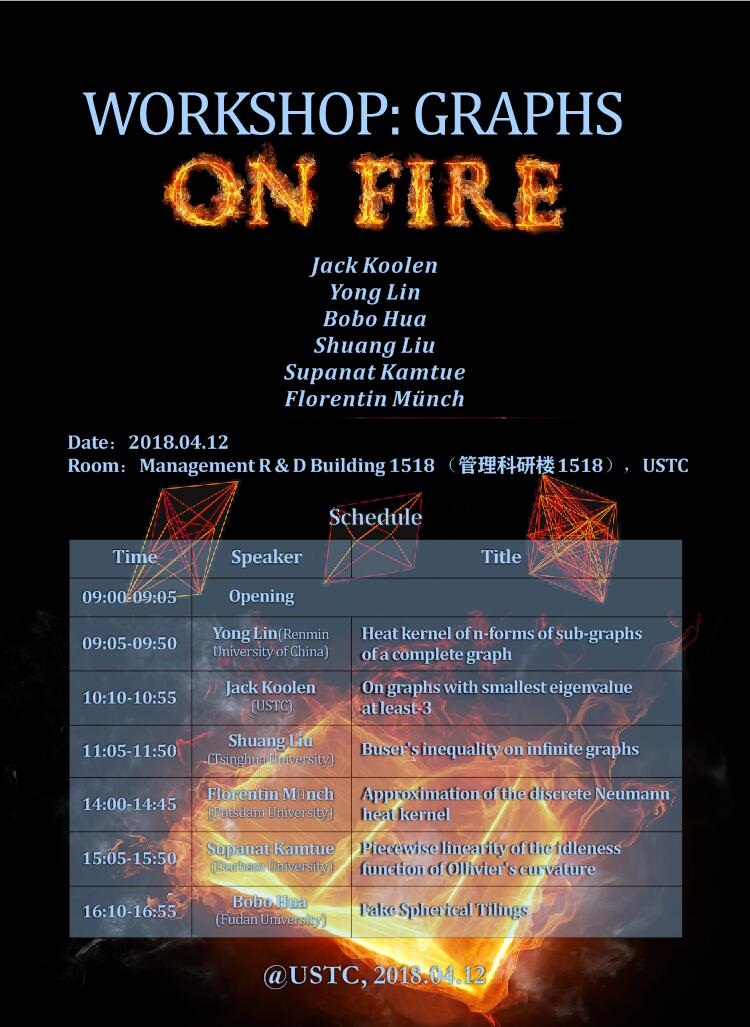 WORKSHOP: GRAPHS
ON FIRE
Jack Koolen
Yong Lin
Bobo Hua
Shuang Liu
Supanat Kamtue
Florentin Münch
Date：2018.04.12
Room： Management R & D Building 1518 （管理科研楼1518），USTC
Schedule
Time Speaker Title
09:00-09:05 Opening
09:05-09:50
Yong Lin(Renmin
University of China)
Heat kernel of n-forms of sub-graphs
of a complete graph
10:10-10:55
Jack Koolen
(USTC)
On graphs with smallest eigenvalue
at least-3
11:05-11:50
Shuang Liu
(Tsinghua University)
Buser's inequality on infinite graphs
14:00-14:45
Florentin Münch
(Potsdam University)
Approximation of the discrete Neumann
heat kernel
15:05-15:50
Supanat Kamtue
(Durham University)
Piecewise linearity of the idleness
function of Ollivier's curvature
16:10-16:55
Bobo Hua
(Fudan University)
Fake Spherical Tilings
@USTC, 2018.04.12